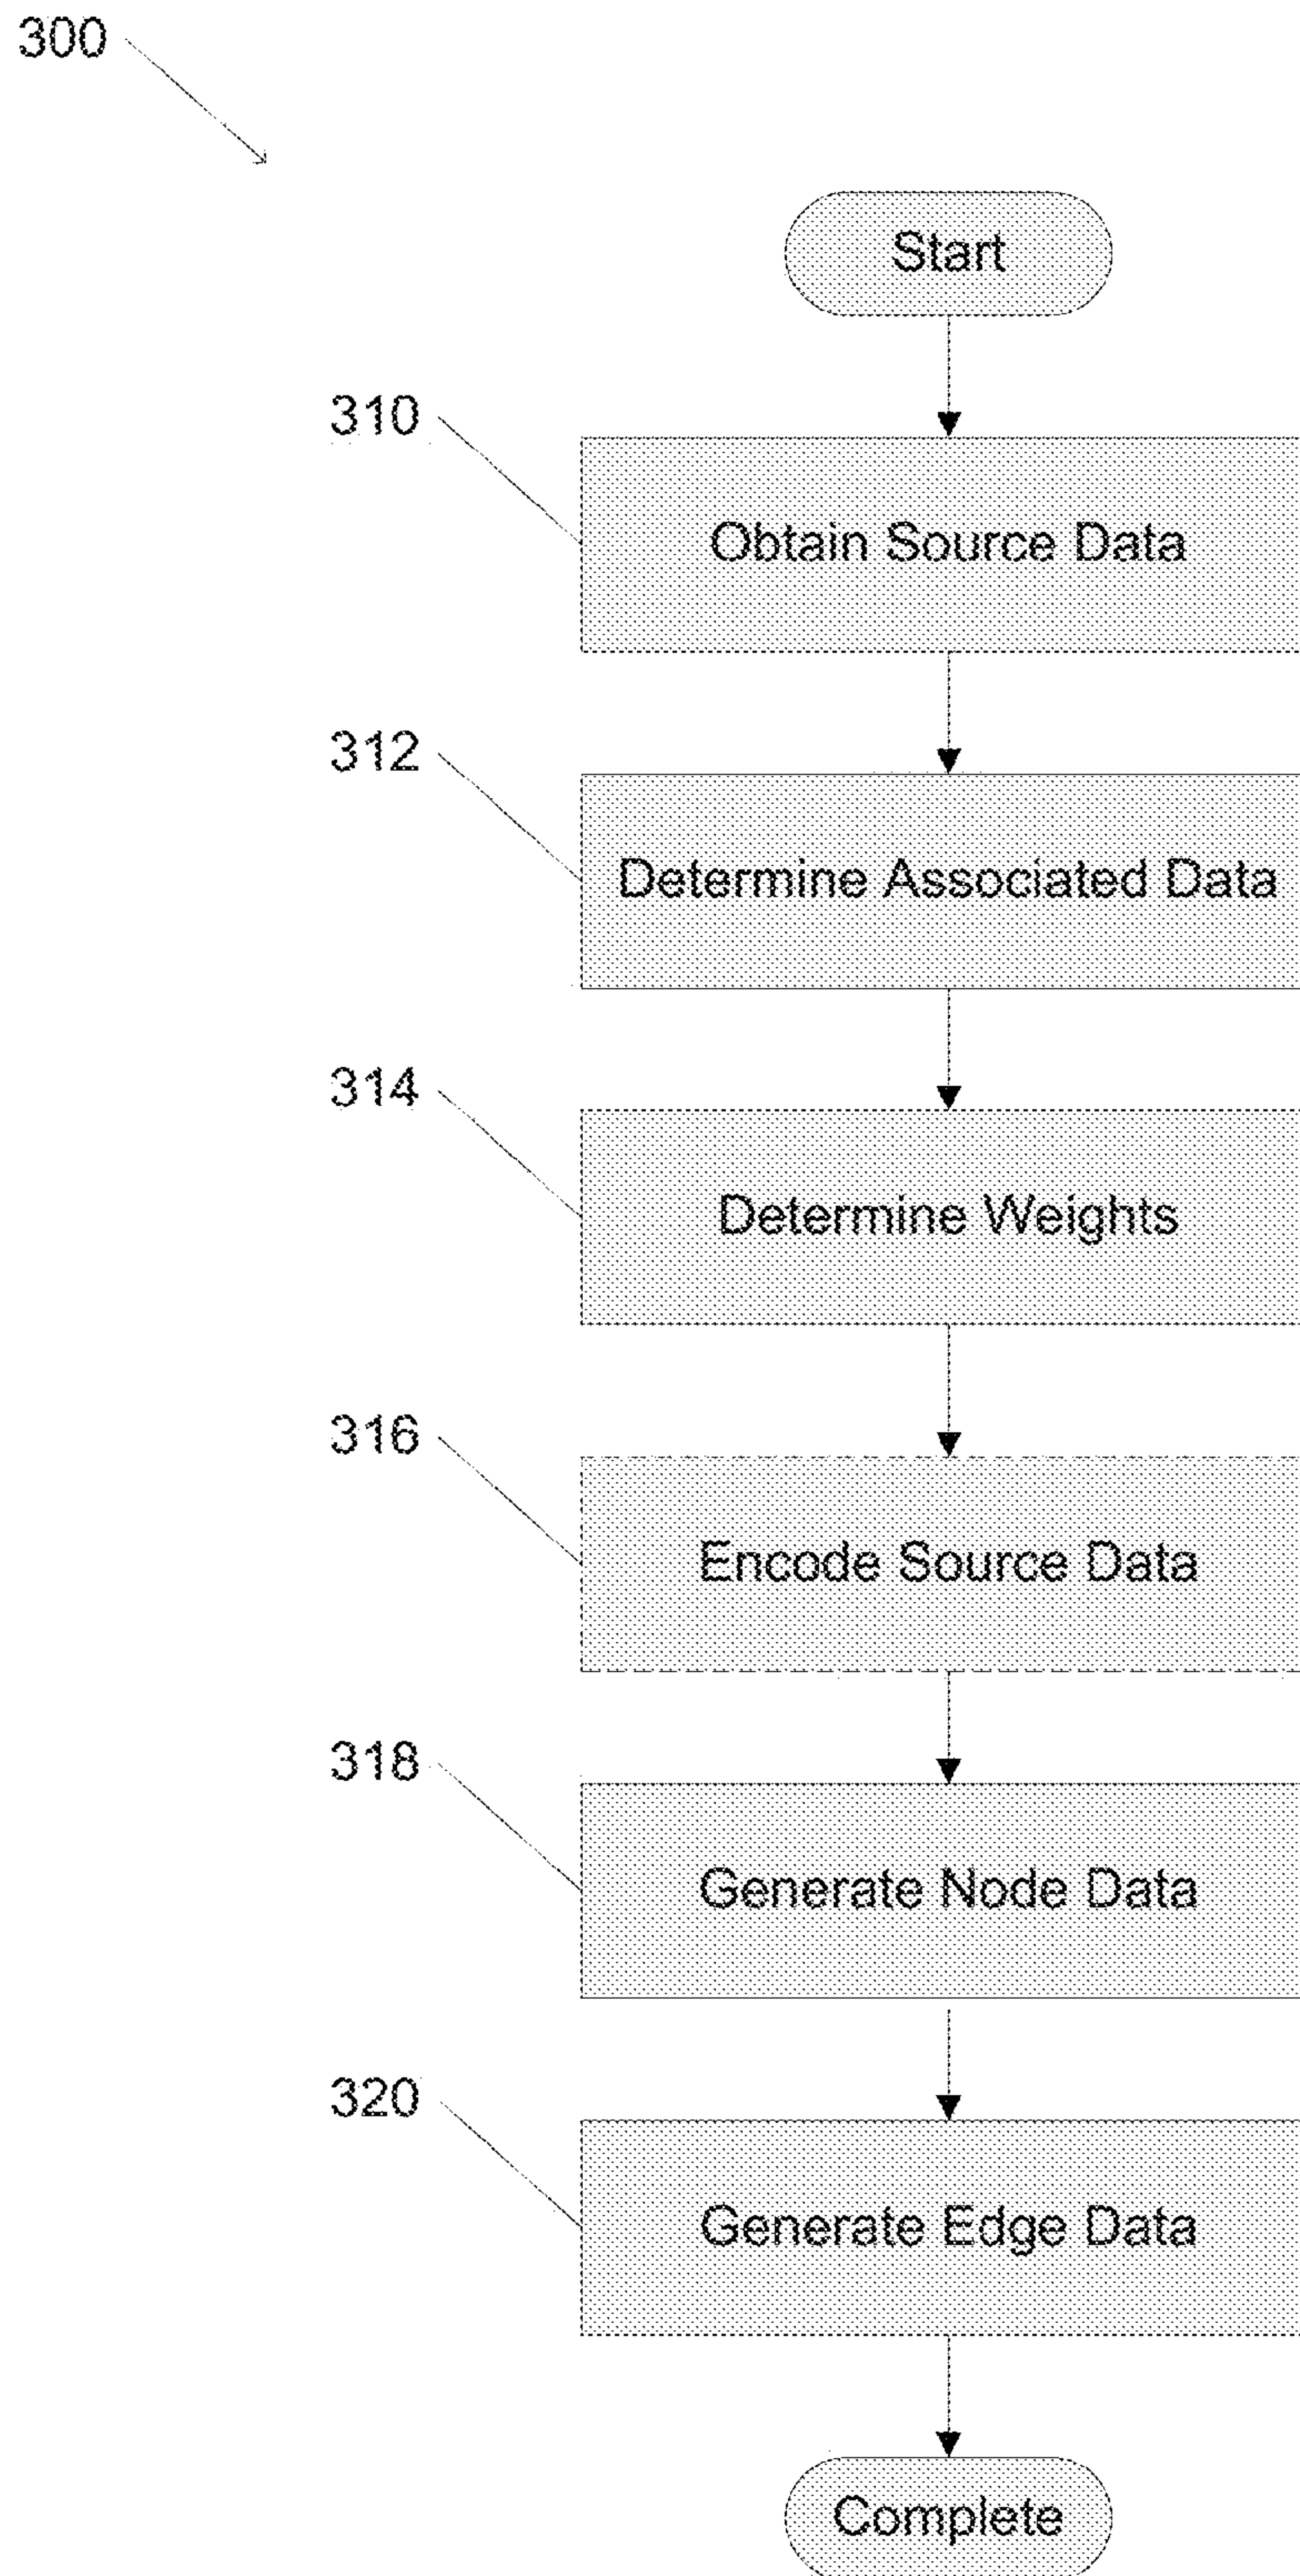 300
Start
310
Obtain Source Data
312
Determine Associated Data
314
Determine Weights
316
Encode Source Data
318
Generate Node Data
320
Generate Edge Data
Complete